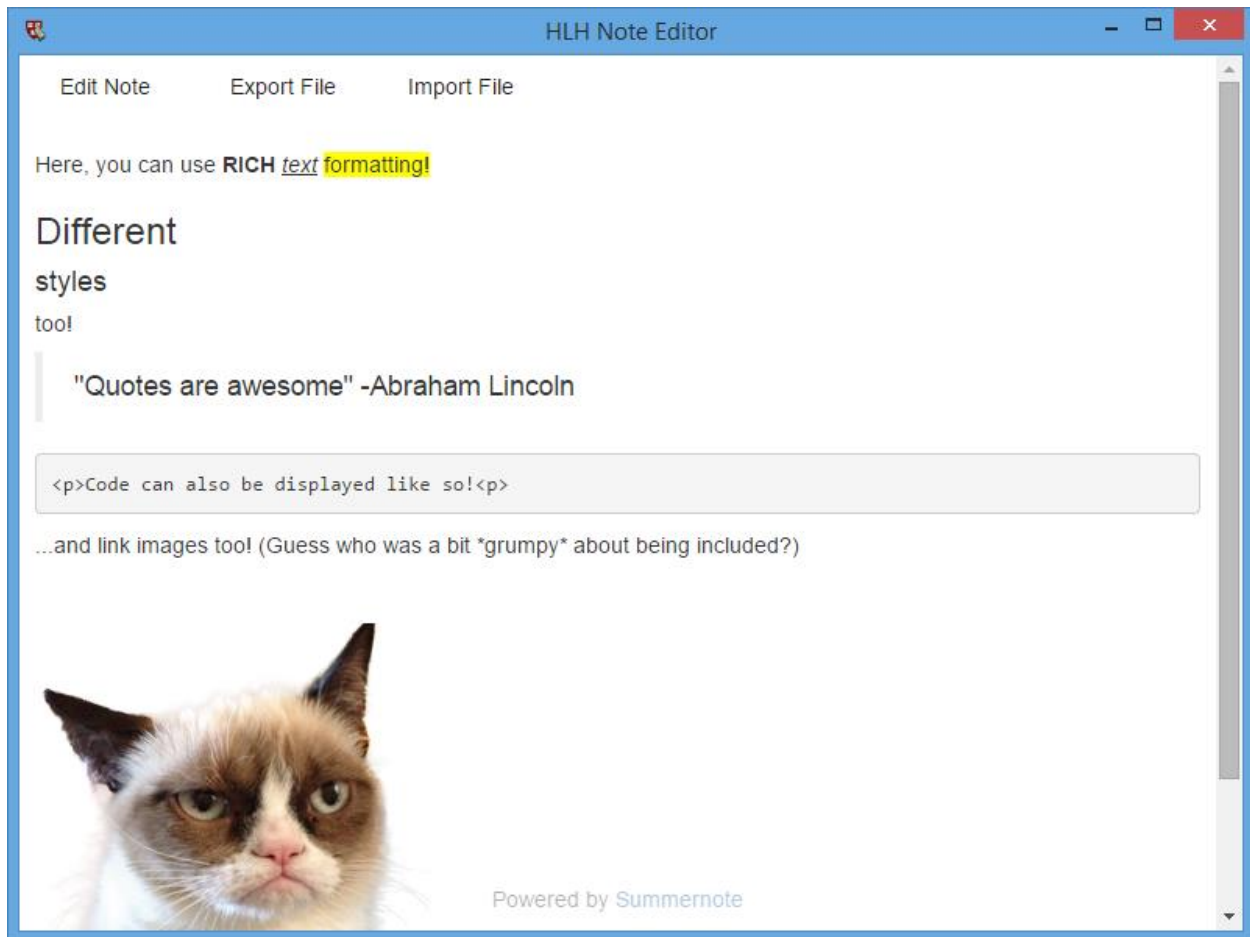 HLH Note Editor
Edit Note Export File Import File
Here, you can use RICH text formatting!
Different
styles
too!
"Quotes are awesome" -Abraham Lincoln
<p>Code can also be displayed like so!<p>
...and link images too! (Guess who was a bit *grumpy* about being included?)
Powered by Summernote